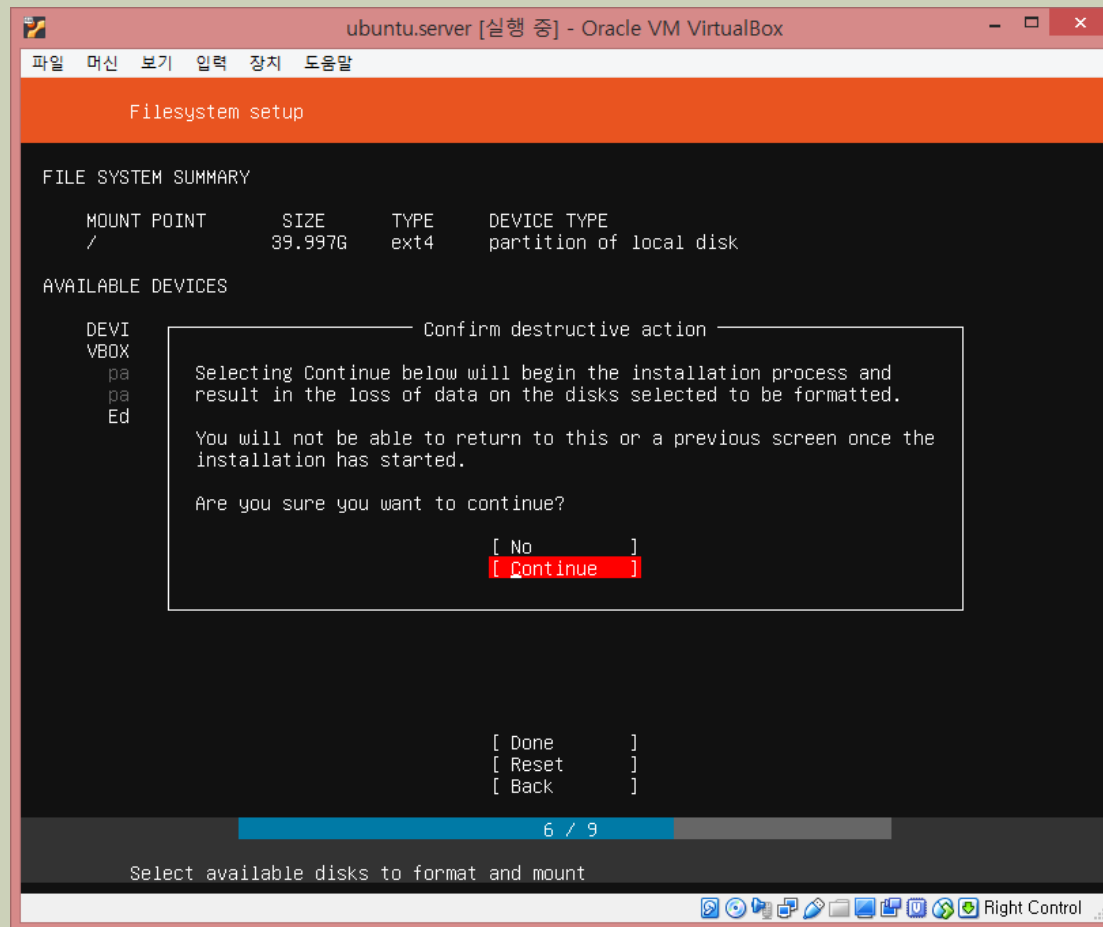 ubuntu.server [실행 중] - Oracle VM VirtualBox
파일 머신 보기 입력 장치 도움말
Filesystem setup
FILE SYSTEM SUMMARY
MOUNT POINT SIZE TYPE DEVICE TYPE
/ 39.997G ext4 partition of local disk
AVAILABLE DEVICES
DEVI
VBOX
pa
pa
Ed
Confirm destructive action
Selecting Continue below will begin the installation process and
result in the loss of data on the disks selected to be formatted.
You will not be able to return to this or a previous screen once the
installation has started.
Are you sure you want to continue?
[ No ]
[ Continue ]
[ Done ]
[ Reset ]
[ Back ]
6 / 9
Select available disks to format and mount
Right Control